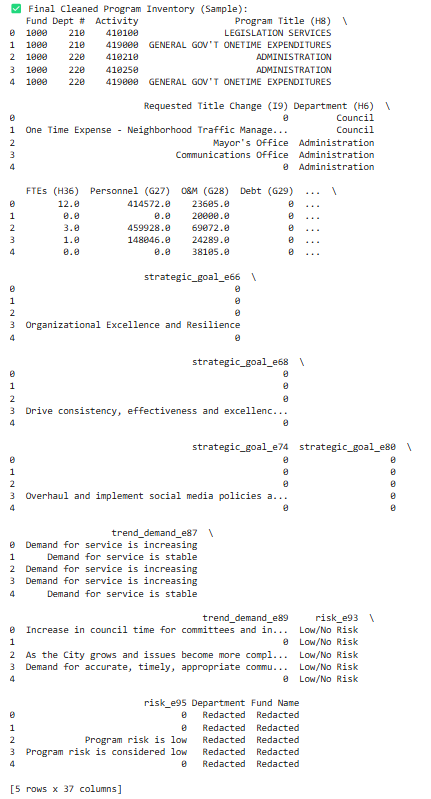 ✅ Final Cleaned Program Inventory (Sample):
Fund Dept # Activity Program Title (H8) \
0 1000 210 410100 LEGISLATION SERVICES
1 1000 210 419000 GENERAL GOV'T ONETIME EXPENDITURES
2 1000 220 410210 ADMINISTRATION
3 1000 220 410250 ADMINISTRATION
4 1000 220 419000 GENERAL GOV'T ONETIME EXPENDITURES
Requested Title Change (I9) Department (H6) \
0 0 Council
1 One Time Expense - Neighborhood Traffic Manage... Council
2 Mayor's Office Administration
3 Communications Office Administration
4 0 Administration
FTEs (H36) Personnel (G27) O&M (G28) Debt (G29) ... \
0 12.0 414572.0 23605.0 0 ...
1 0.0 0.0 20000.0 0 ...
2 3.0 459928.0 69072.0 0 ...
3 1.0 148046.0 24289.0 0 ...
4 0.0 0.0 38105.0 0 ...
strategic_goal_e66 \
0 0
1 0
2 0
3 Organizational Excellence and Resilience
4 0
strategic_goal_e68 \
0 0
1 0
2 0
3 Drive consistency, effectiveness and excellenc...
4 0
strategic_goal_e74 strategic_goal_e80 \
0 0 0
1 0 0
2 0 0
3 Overhaul and implement social media policies a... 0
4 0 0
trend_demand_e87 \
0 Demand for service is increasing
1 Demand for service is stable
2 Demand for service is increasing
3 Demand for service is increasing
4 Demand for service is stable
trend_demand_e89 risk_e93 \
0 Increase in council time for committees and in... Low/No Risk
1 0 Low/No Risk
2 As the City grows and issues become more compl... Low/No Risk
3 Demand for accurate, timely, appropriate commu... Low/No Risk
4 0 Low/No Risk
risk_e95 Department Fund Name
0 0 Redacted Redacted
1 0 Redacted Redacted
2 Program risk is low Redacted Redacted
3 Program risk is considered low Redacted Redacted
4 0 Redacted Redacted
[5 rows x 37 columns]